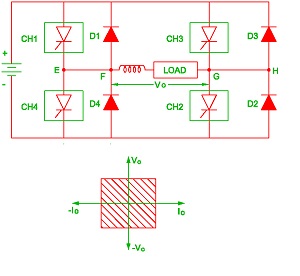 CH1 D1 CH3 D3
+
E F LOAD G H
-
Vo
CH4 D4 CH2 D2
Vo
-Io Io
-Vo